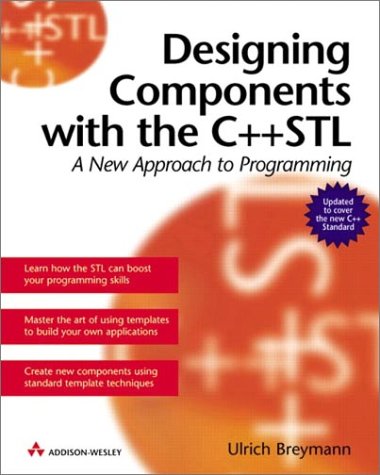 Designing
Components
with the C++STL
A New Approach to Programming
Updated
to cover
the new C++
Standard
Learn how the STL can boost
your programming skills
Master the art of using templates
to build your own applications
Create new components using
standard template techniques
ADDISON-WESLEY
Ulrich Breymann